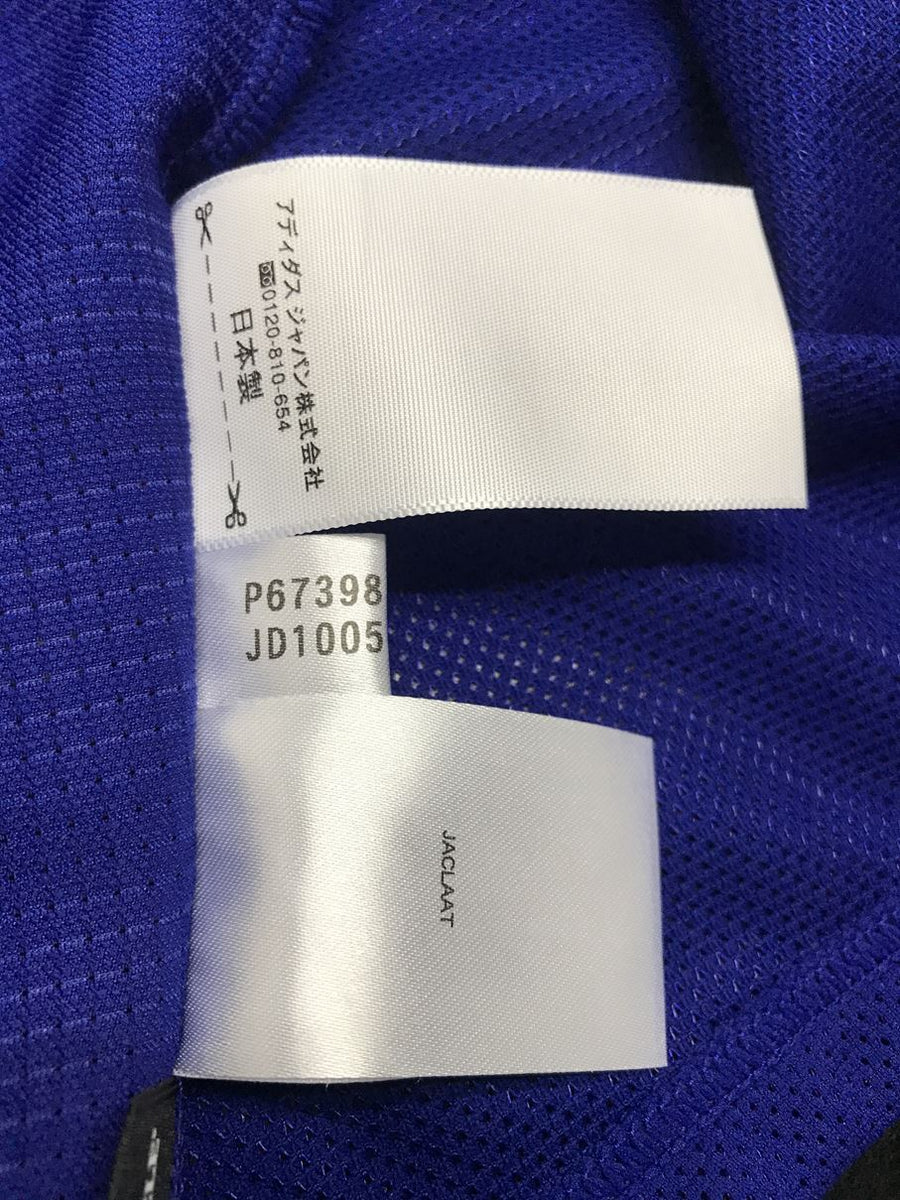 アディダス ジャパン株式会社
0120-810-654
日本製
P67398
JD1005
JACLAAT